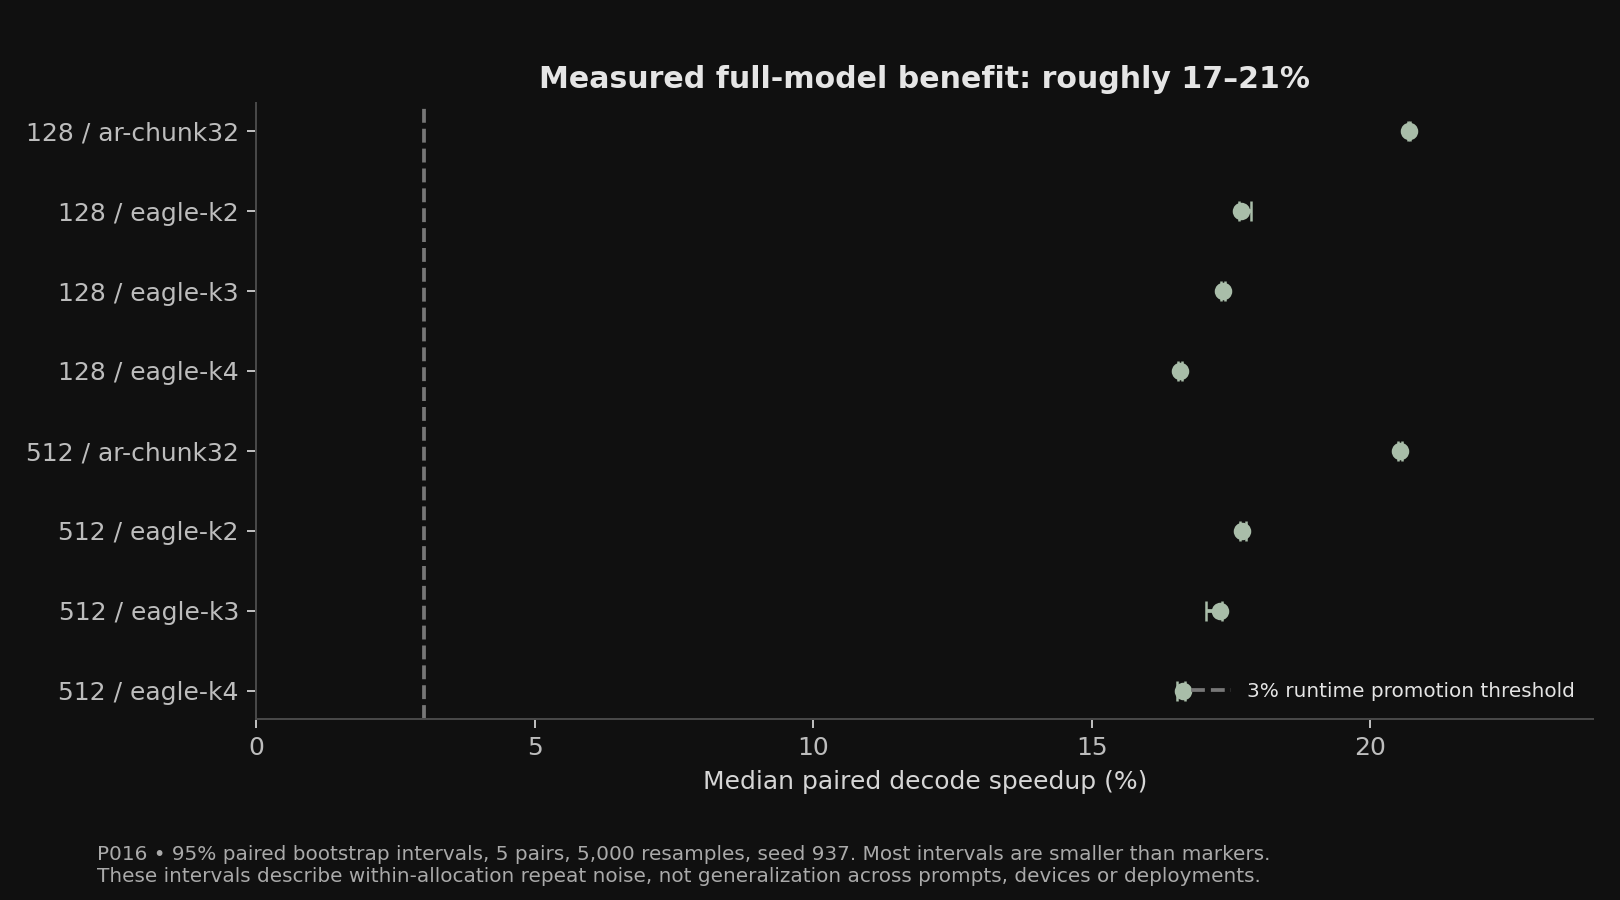 Measured full-model benefit: roughly 17–21%
128 / ar-chunk32
128 / eagle-k2
128 / eagle-k3
128 / eagle-k4
512 / ar-chunk32
512 / eagle-k2
512 / eagle-k3
512 / eagle-k4
3% runtime promotion threshold
0 5 10 15 20
Median paired decode speedup (%)
P016 • 95% paired bootstrap intervals, 5 pairs, 5,000 resamples, seed 937. Most intervals are smaller than markers.
These intervals describe within-allocation repeat noise, not generalization across prompts, devices or deployments.